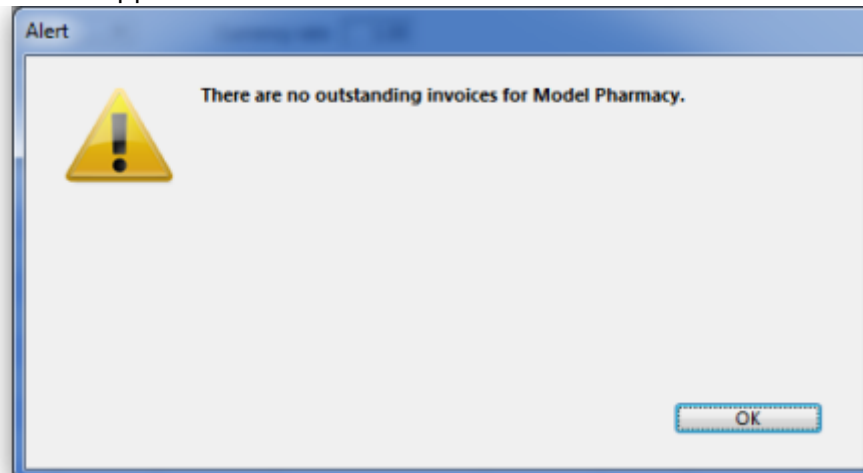 Alert
There are no outstanding invoices for Model Pharmacy.
OK